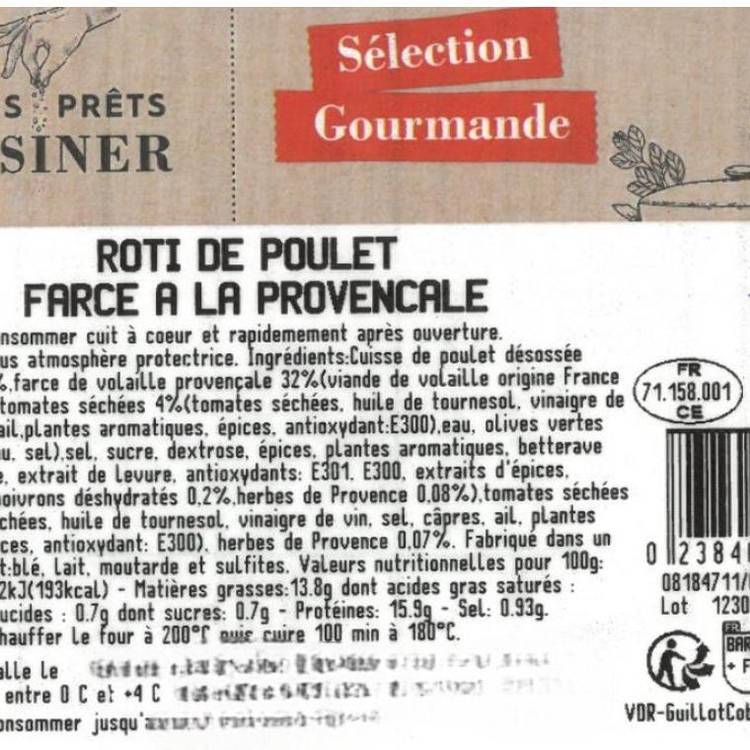 S PRÊTS
SINER
Sélection
Gourmande
ROTI DE POULET
FARCE A LA PROVENCALE
onsommer cuit à coeur et rapidemement après ouverture.
us atmosphère protectrice. Ingrédients:Cuisse de poulet désossée
%,farce de volaille provençale 32%(viande de volaille origine France
tomates séchées 4%(tomates séchées, huile de tournesol, vinaigre de
ail,plantes aromatiques, épices, antioxydant:E300),eau, olives vertes
au, sel),sel, sucre, dextrose, épices, plantes aromatiques, betterave
e, extrait de levure, antioxydants: E301, E300, extraits d'épices,
poivrons déshydratés 0,2%,herbes de Provence 0,08%),tomates séchées
chées, huile de tournesol, vinaigre de vin, sel, câpres, ail, plantes
ces, antioxydant: E300), herbes de Provence 0,07%. Fabriqué dans un
t:blé, lait, moutarde et sulfites. Valeurs nutritionnelles pour 100g:
2kJ(193kcal) - Matières grasses:13.8g dont acides gras saturés :
ucides : 0.7g dont sucres: 0.7g - Protéines: 15.9g - Sel: 0.93g.
chauffer le four à 200°C puis cuire 100 min à 180°C.
alle le
entre 0 C et +4 C
onsommer jusqu'
FR
71.158.001
CE
0 2384
08184711/
Lot 1230
FR
BAR
+ F
VDR-GuillotCob